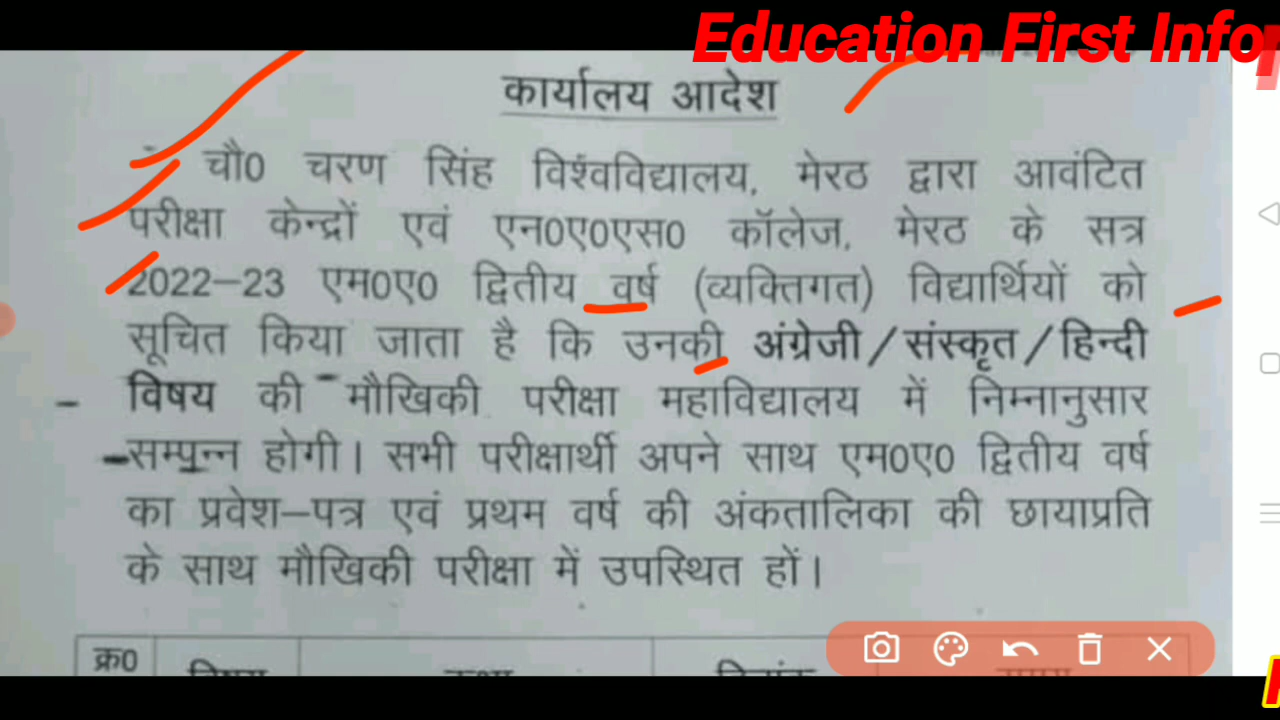 Education First Infor
कार्यालय आदेश
चौ0 चरण सिंह विश्वविद्यालय, मेरठ द्वारा आवंटित
परीक्षा केन्द्रों एवं एन0ए0एस0 कॉलेज, मेरठ के सत्र
2022–23 एम0ए0 द्वितीय वर्ष (व्यक्तिगत) विद्यार्थियों को
सूचित किया जाता है कि उनकी अंग्रेजी/संस्कृत/हिन्दी
विषय की मौखिकी परीक्षा महाविद्यालय में निम्नानुसार
सम्पन्न होगी। सभी परीक्षार्थी अपने साथ एम0ए0 द्वितीय वर्ष
का प्रवेश–पत्र एवं प्रथम वर्ष की अंकतालिका की छायाप्रति
के साथ मौखिकी परीक्षा में उपस्थित हों।
क्र0